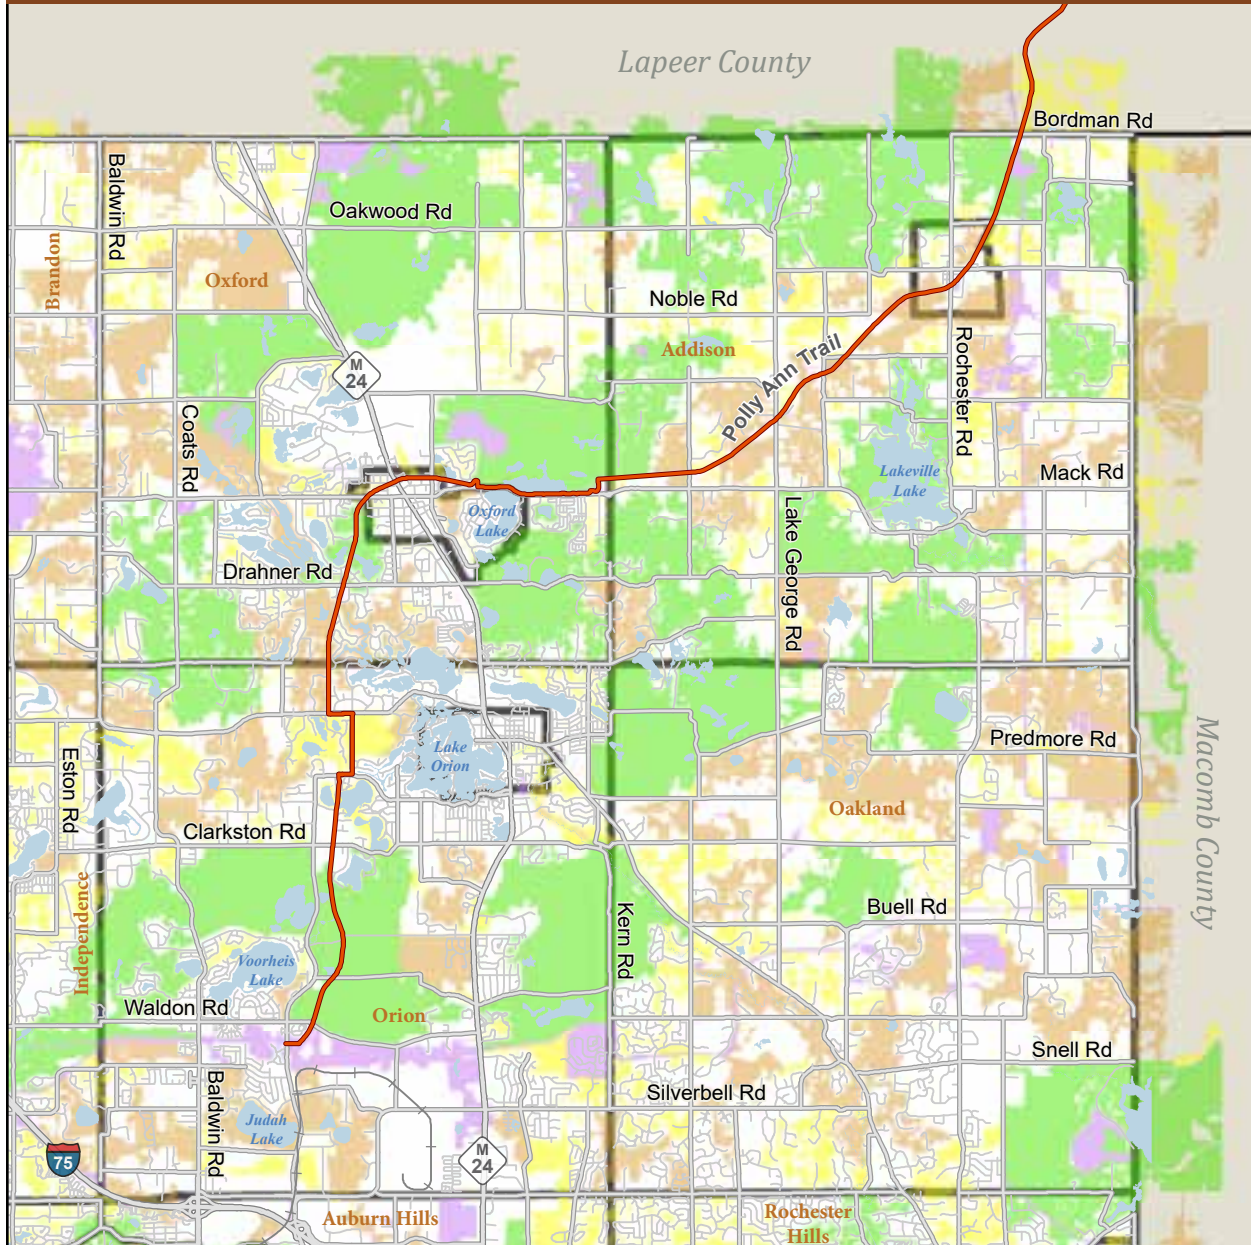 Lapeer County
Bordman Rd
Baldwin Rd
Oakwood Rd
Brandon
Oxford
Noble Rd
Addison
Polly Ann Trail
Rochester Rd
M
24
Coats Rd
Lakeville
Lake
Mack Rd
Oxford
Lake
Lake George Rd
Drahner Rd
Macomb County
Predmore Rd
Lake
Orion
Eston Rd
Oakland
Clarkston Rd
Independence
Buell Rd
Kern Rd
Voorheis
Lake
Waldon Rd
Orion
Snell Rd
Silverbell Rd
Baldwin Rd
Judah
Lake
75
M
24
Auburn Hills
Rochester
Hills